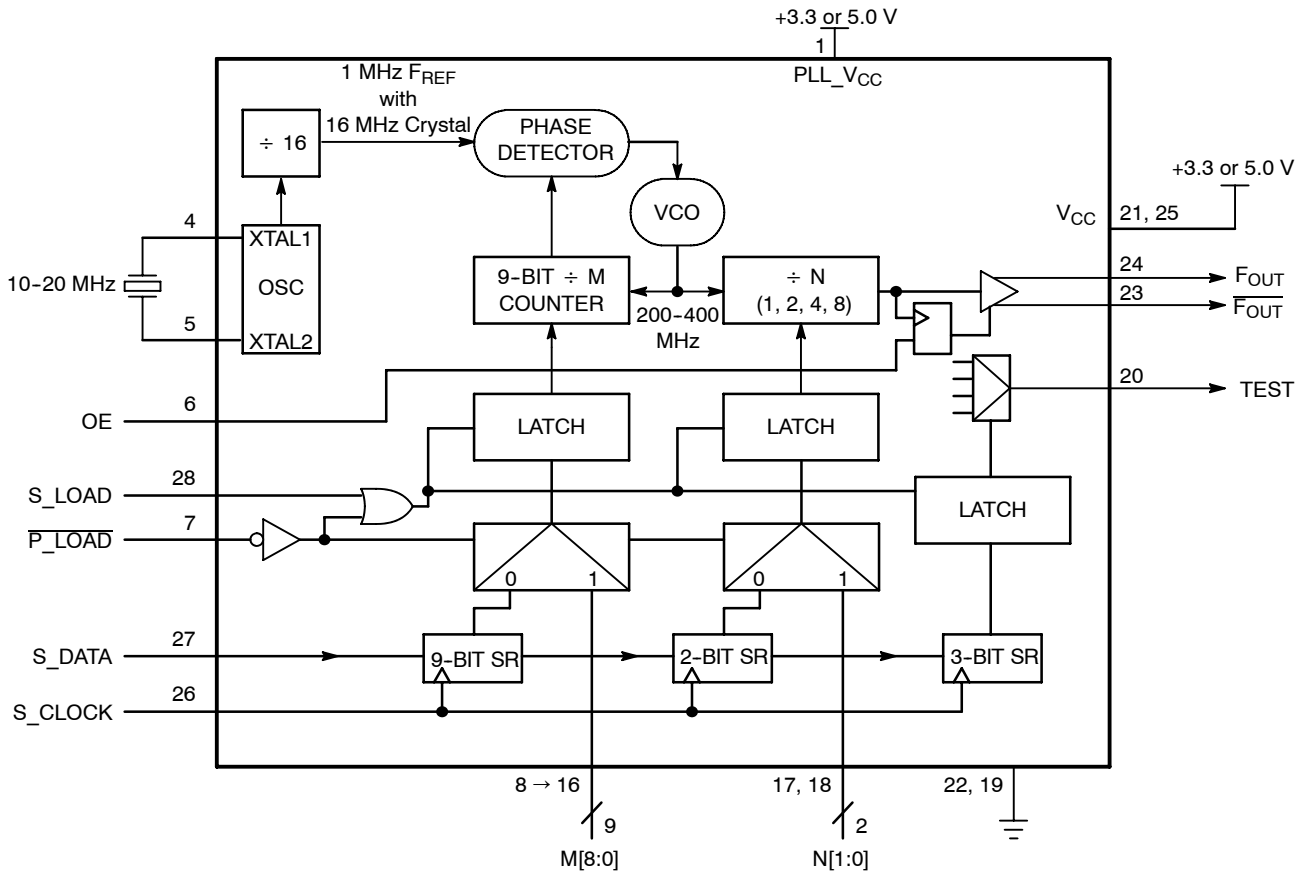 +3.3 or 5.0 V
1
PLL_VCC
1 MHz FREF
with
16 MHz Crystal
÷ 16
PHASE
DETECTOR
VCO
+3.3 or 5.0 V
VCC
21, 25
4
XTAL1
10-20 MHz
OSC
5
XTAL2
9-BIT ÷ M
COUNTER
200-400
MHz
÷ N
(1, 2, 4, 8)
24
FOUT
23
FOUT
20
TEST
6
OE
LATCH
LATCH
28
S_LOAD
7
P_LOAD
LATCH
0
1
0
1
27
S_DATA
9-BIT SR
2-BIT SR
3-BIT SR
26
S_CLOCK
8 → 16
17, 18
22, 19
9
2
M[8:0]
N[1:0]